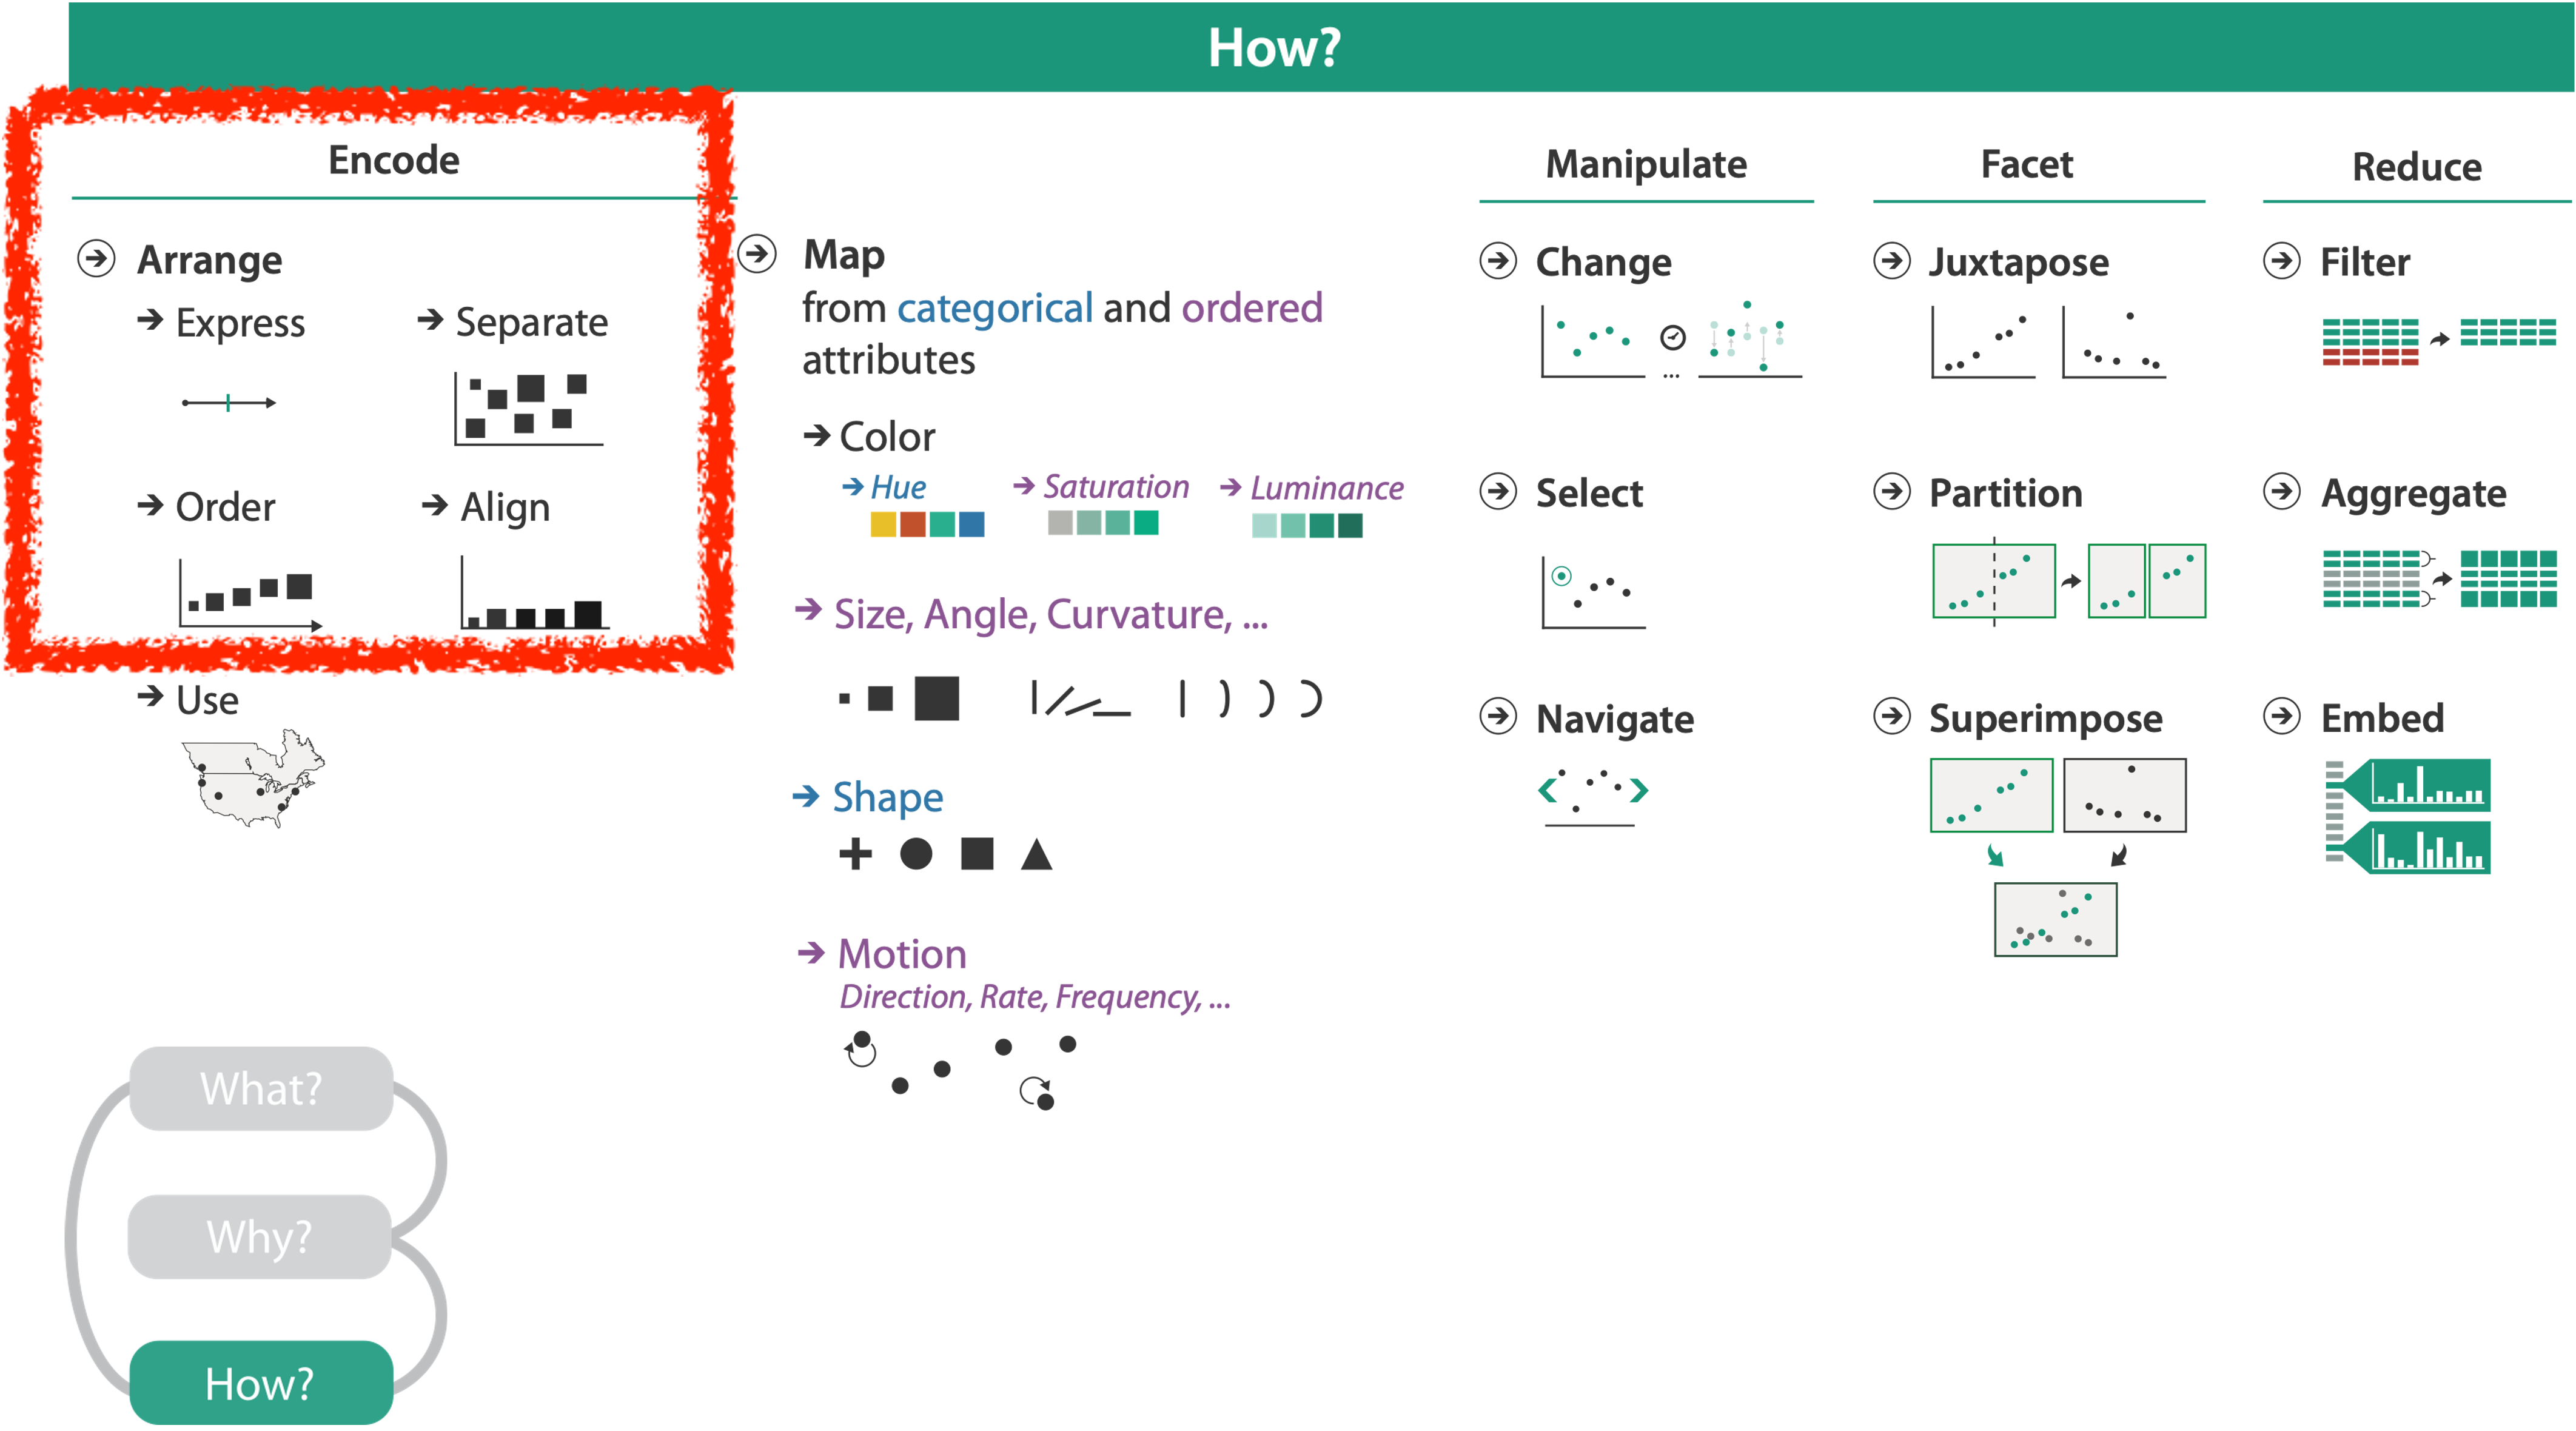 How?
Encode
Arrange
Express
Separate
Order
Align
Use
Map
from categorical and ordered
attributes
Color
Hue
Saturation
Luminance
Size, Angle, Curvature, ...
Shape
Motion
Direction, Rate, Frequency, ...
Manipulate
Change
...
Select
Navigate
Facet
Juxtapose
Partition
Superimpose
Reduce
Filter
Aggregate
Embed
What?
Why?
How?